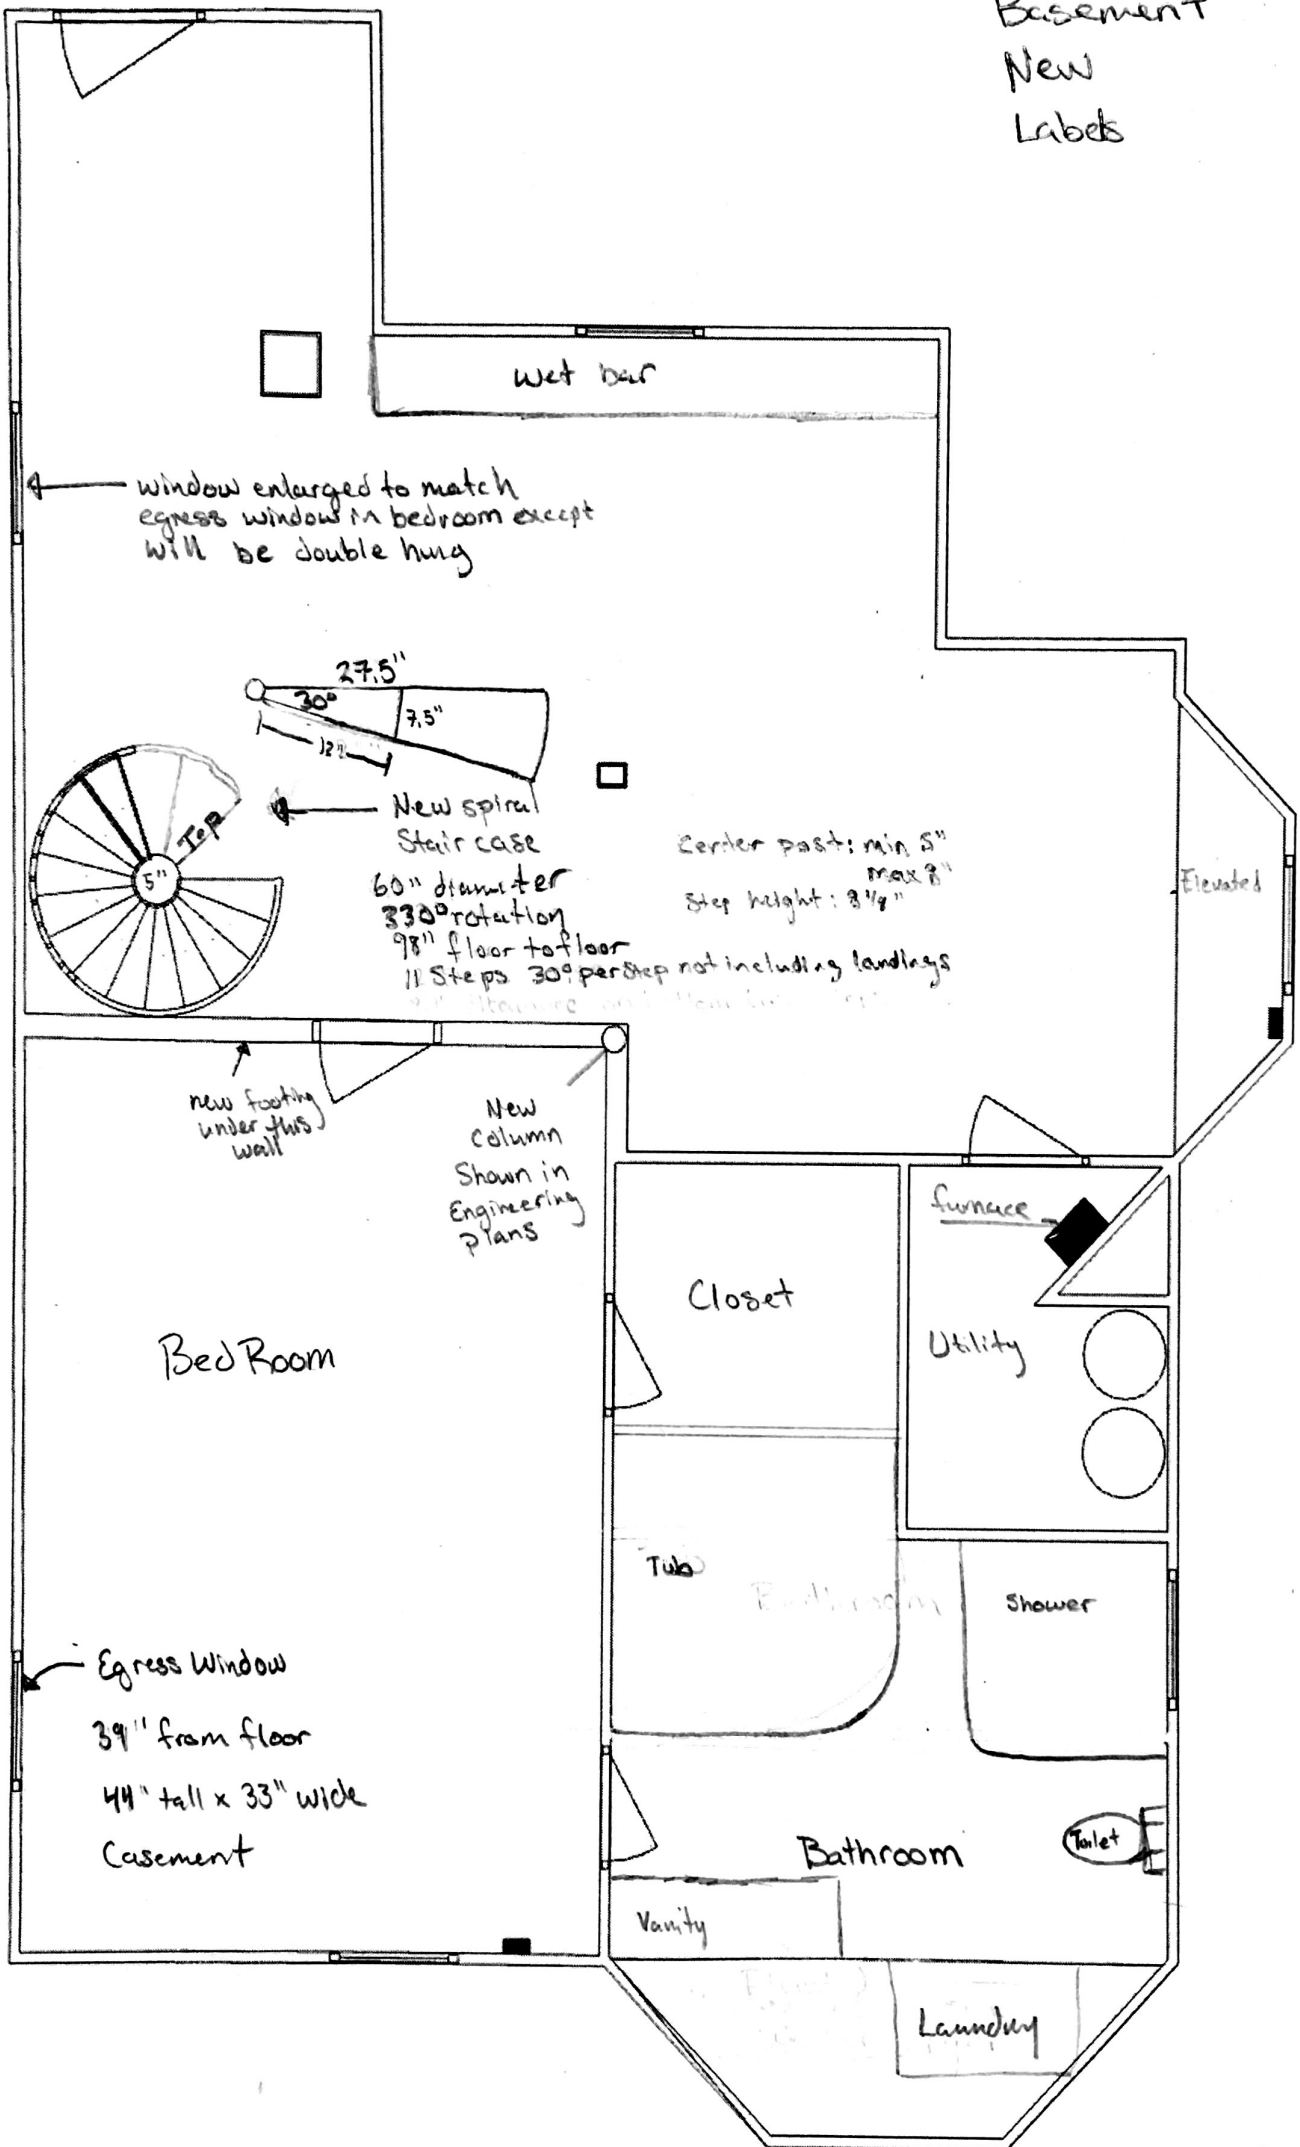 Basement
New
Labels
Wet bar
window enlarged to match
egress window in bedroom except
will be double hung
27.5"
30°
7.5"
12"
Top
5"
New spiral
Stair case
60" diameter
330° rotation
98" floor to floor
11 Steps 30° per step not including landings
Center post: min 5"
max 8"
Step height: 8 1/8"
Elevated
new footing
under this
wall
New
Column
Shown in
Engineering
plans
furnace
Closet
Utility
Bed Room
Tub
Bathroom
Shower
Egress Window
39" from floor
44" tall x 33" wide
Casement
Bathroom
Toilet
Vanity
Laundry